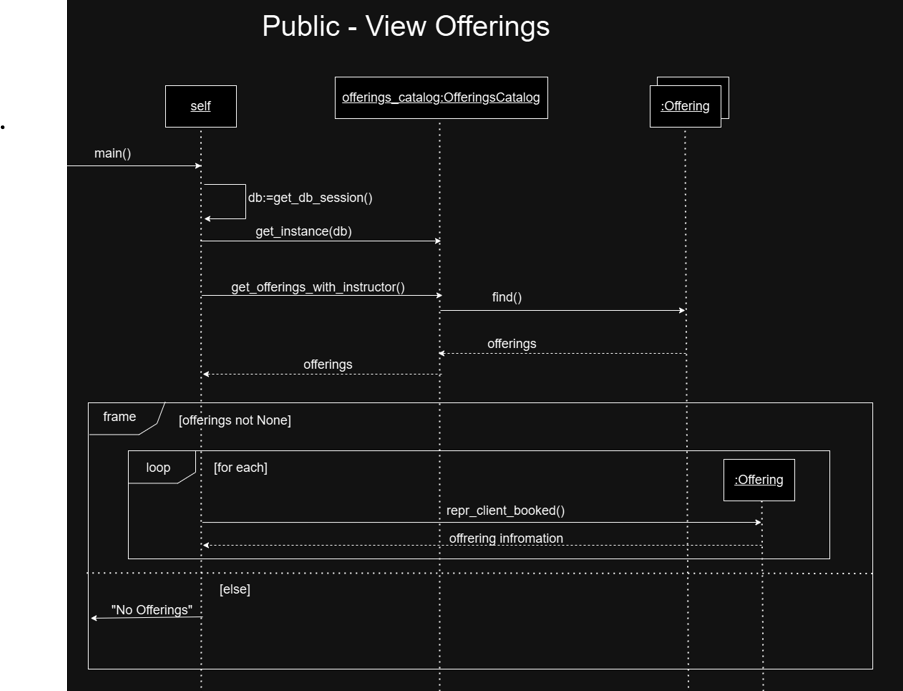 Public - View Offerings
self
offerings_catalog:OfferingsCatalog
:Offering
main()
db:=get_db_session()
get_instance(db)
get_offerings_with_instructor()
find()
offerings
offerings
frame
[offerings not None]
loop
[for each]
:Offering
repr_client_booked()
offrering infromation
[else]
"No Offerings"